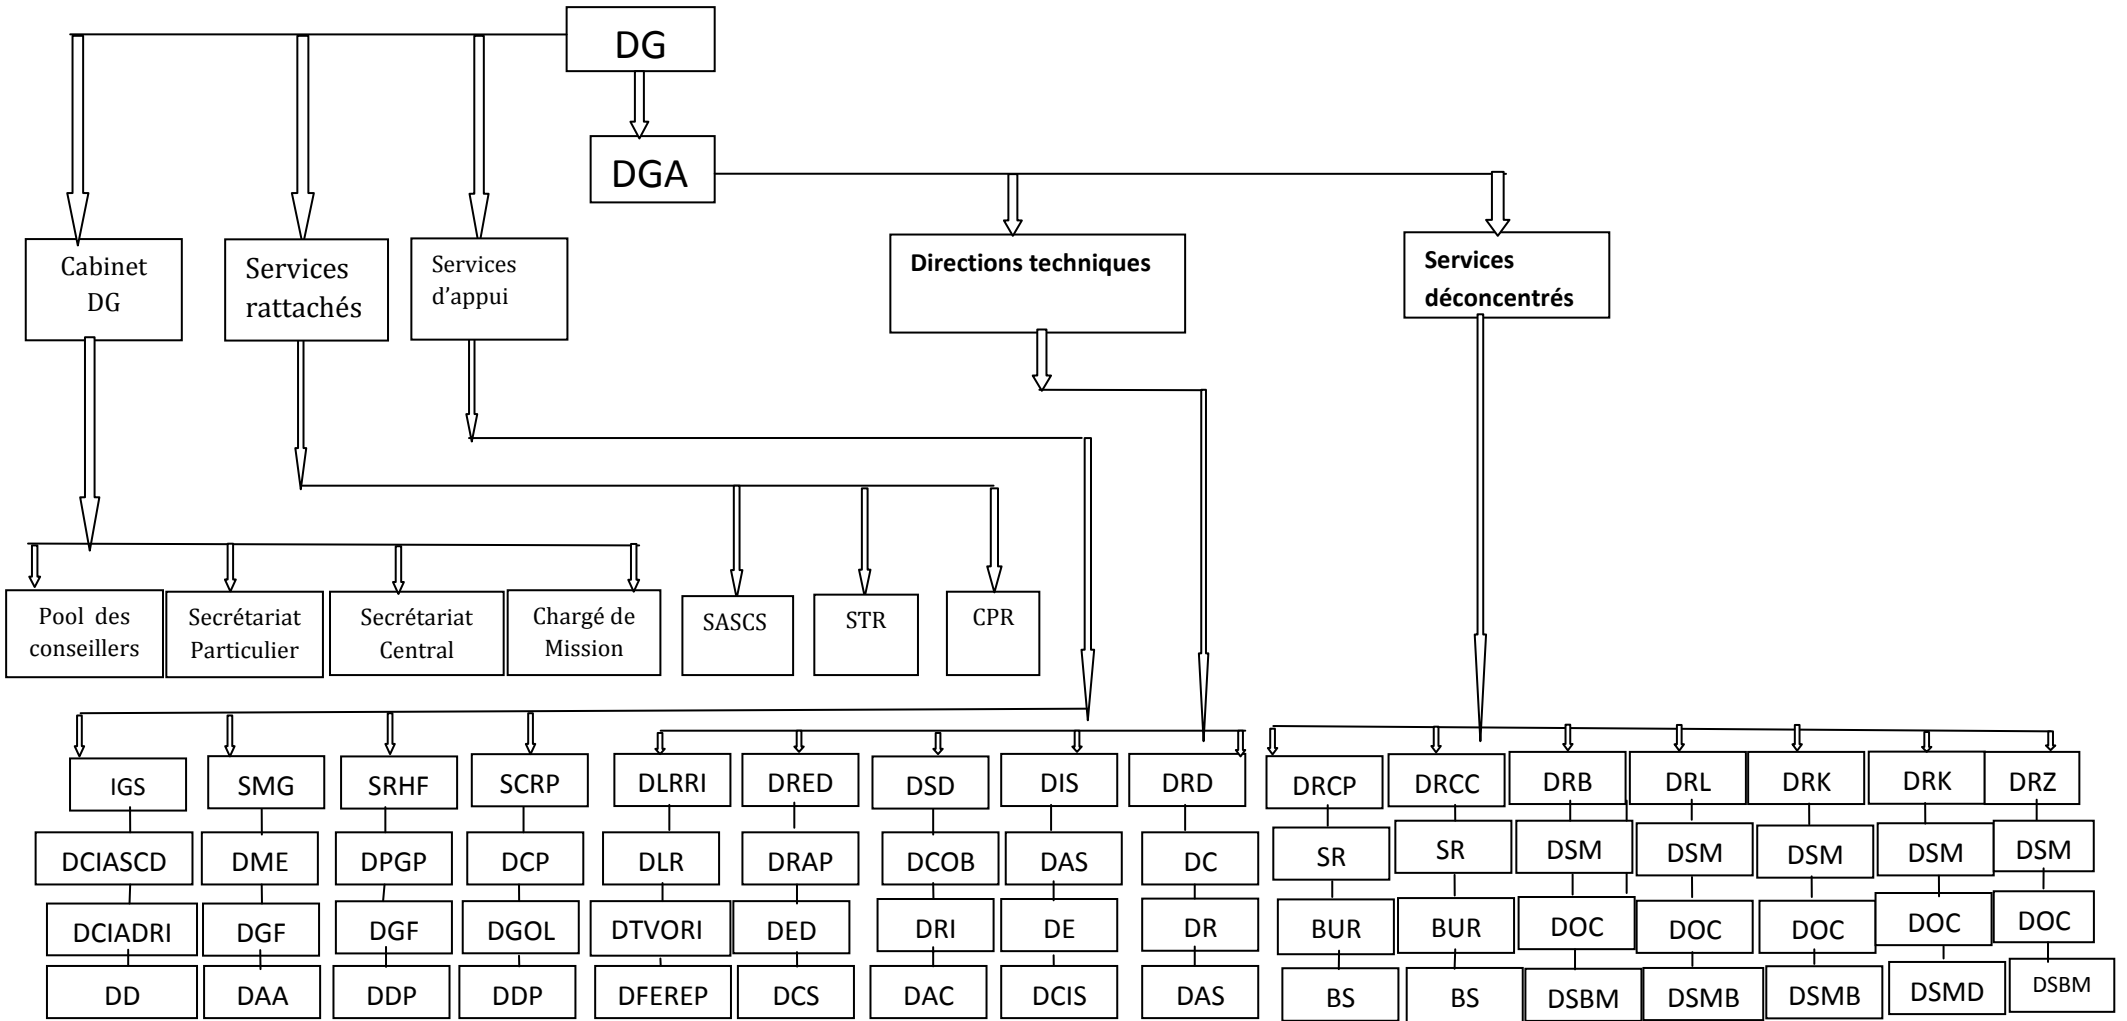 DG
DGA
Cabinet
DG
Services
rattachés
Services
d’appui
Directions techniques
Services
déconcentrés
Pool des
conseillers
Secrétariat
Particulier
Secrétariat
Central
Chargé de
Mission
SASCS
STR
CPR
IGS
SMG
SRHF
SCRP
DLRRI
DRED
DSD
DIS
DRD
DRCP
DRCC
DRB
DRL
DRK
DRK
DRZ
DCIASCD
DME
DPGP
DCP
DLR
DRAP
DCOB
DAS
DC
SR
SR
DSM
DSM
DSM
DSM
DSM
DCIADRI
DGF
DGF
DGOL
DTVORI
DED
DRI
DE
DR
BUR
BUR
DOC
DOC
DOC
DOC
DOC
DD
DAA
DDP
DDP
DFEREP
DCS
DAC
DCIS
DAS
BS
BS
DSBM
DSMB
DSMB
DSMD
DSBM